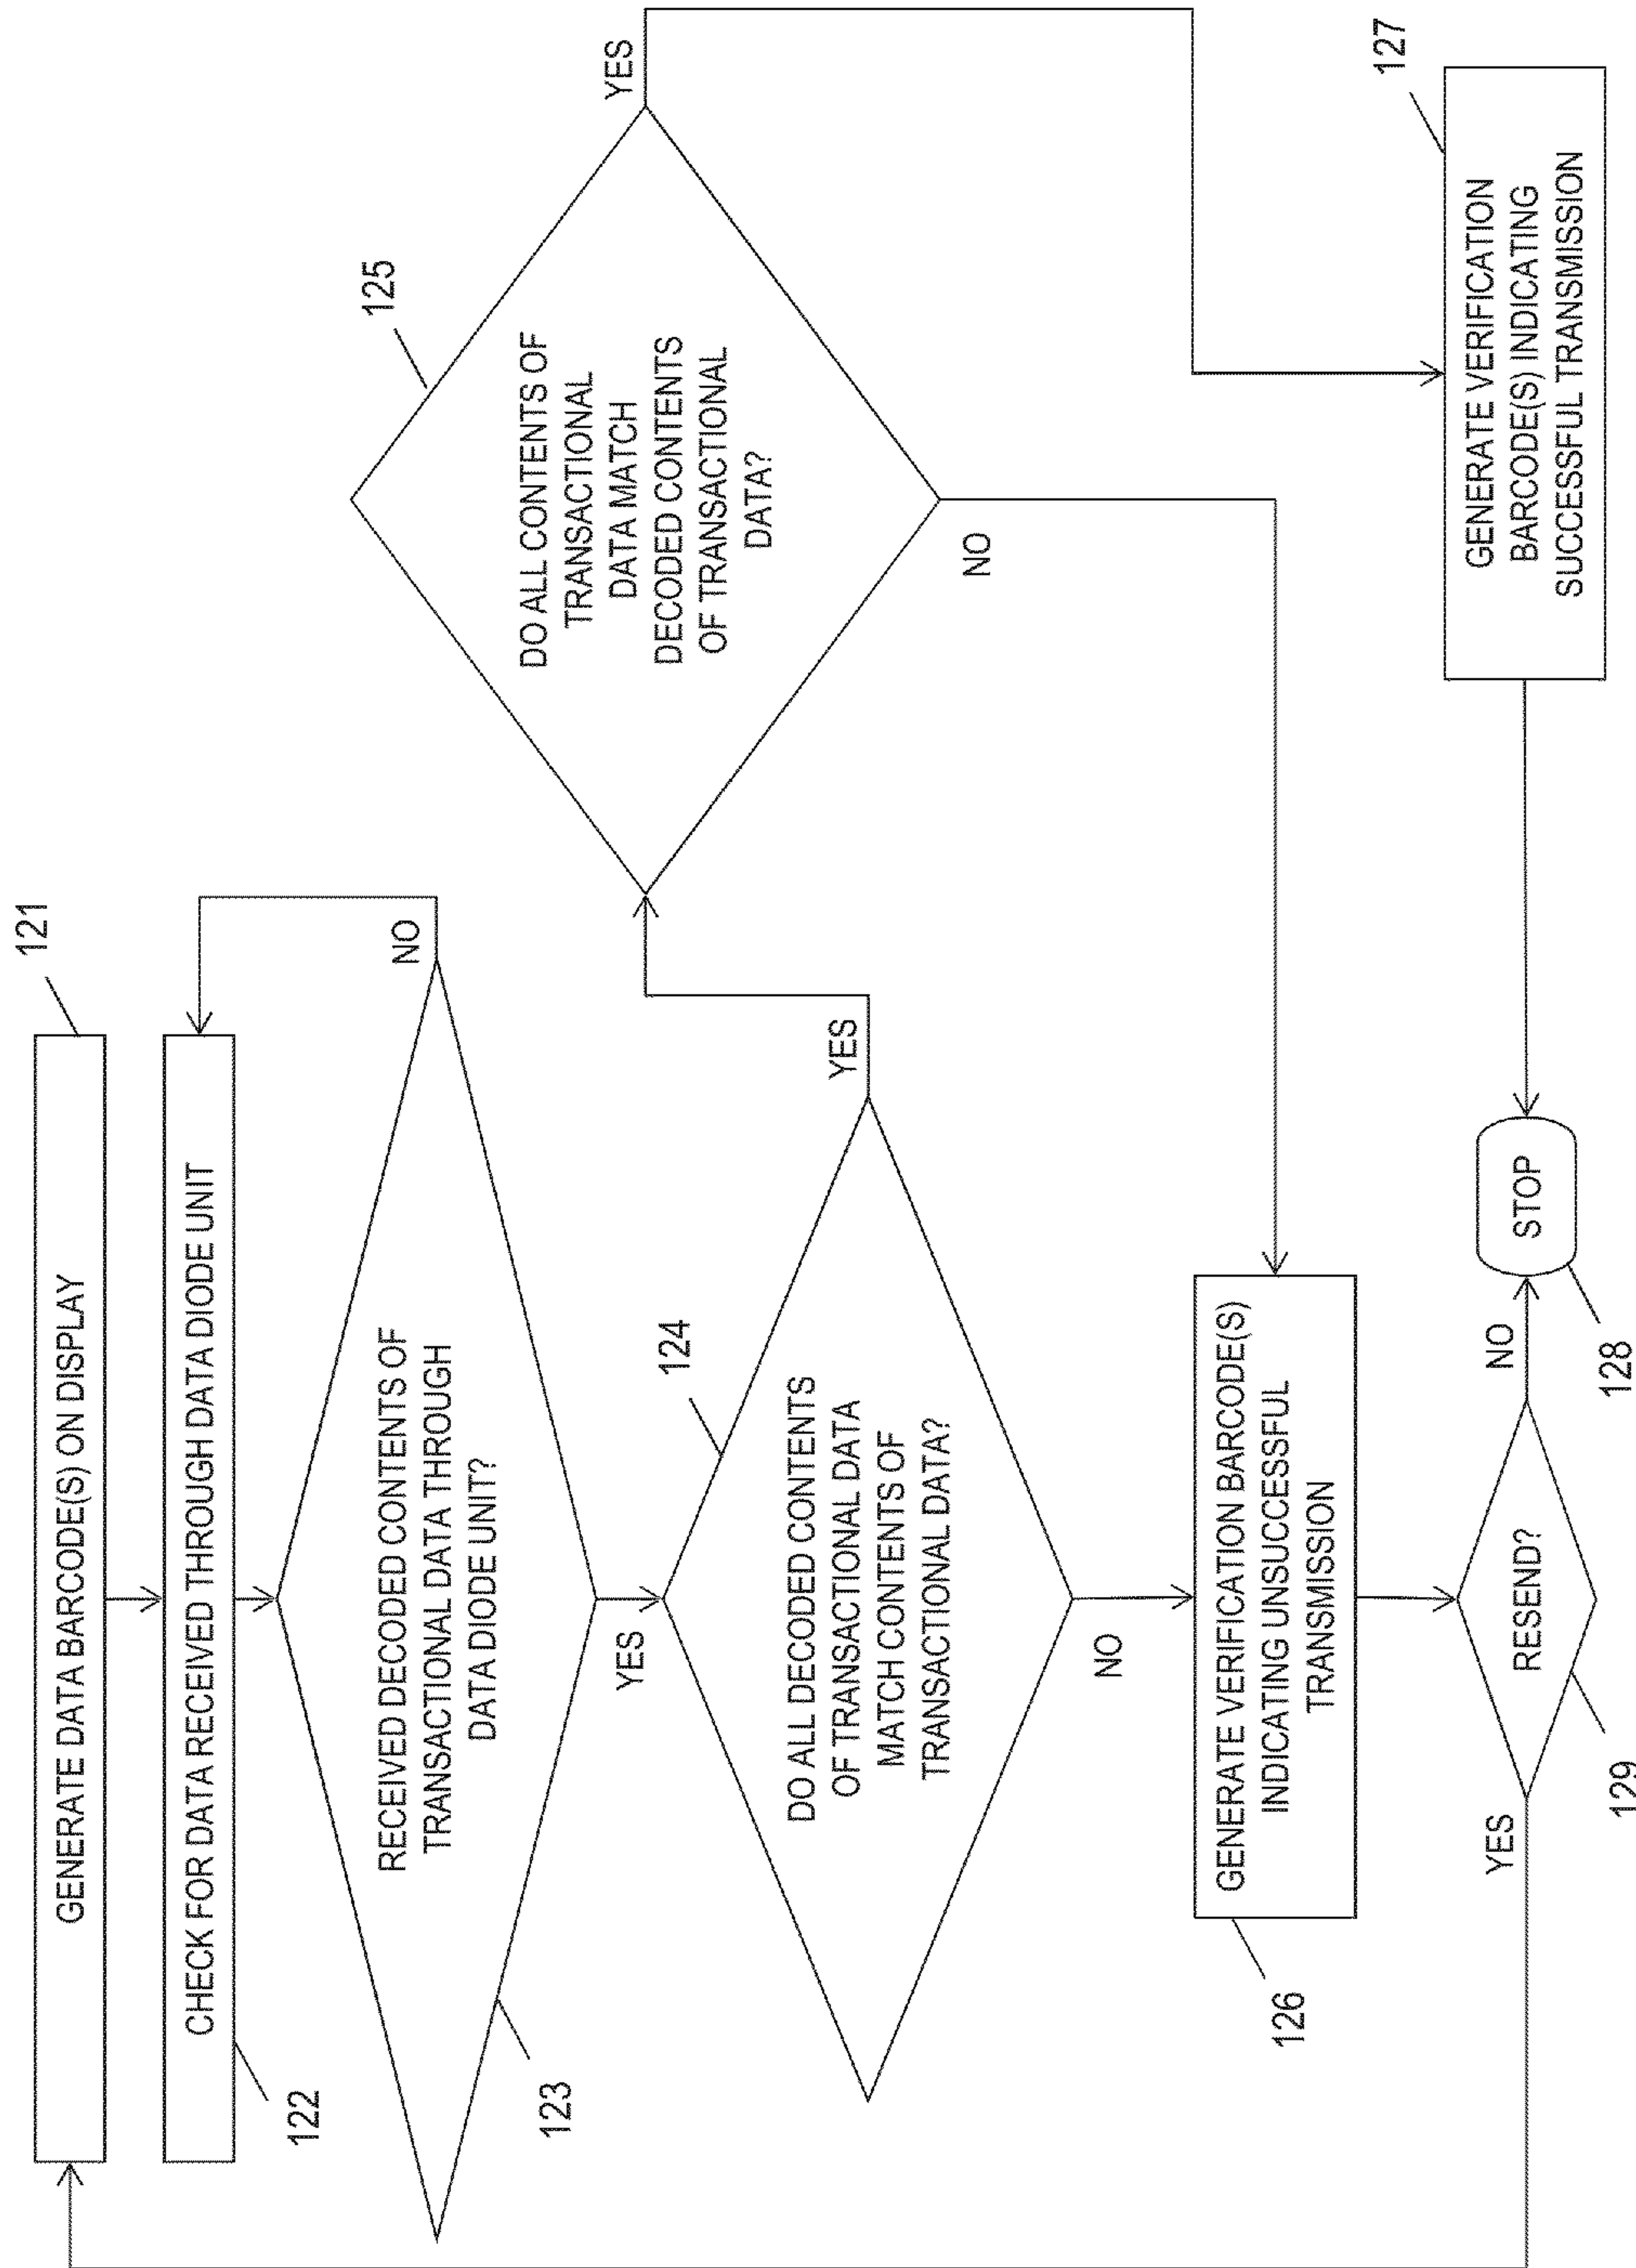 121
GENERATE DATA BARCODE(S) ON DISPLAY
CHECK FOR DATA RECEIVED THROUGH DATA DIODE UNIT
122
NO
RECEIVED DECODED CONTENTS OF
TRANSACTIONAL DATA THROUGH
DATA DIODE UNIT?
123
YES
124
DO ALL DECODED CONTENTS
OF TRANSACTIONAL DATA
MATCH CONTENTS OF
TRANSACTIONAL DATA?
YES
NO
125
DO ALL CONTENTS OF
TRANSACTIONAL
DATA MATCH
DECODED CONTENTS
OF TRANSACTIONAL
DATA?
YES
NO
GENERATE VERIFICATION BARCODE(S)
INDICATING UNSUCCESSFUL
TRANSMISSION
126
127
GENERATE VERIFICATION
BARCODE(S) INDICATING
SUCCESSFUL TRANSMISSION
YES
RESEND?
NO
STOP
128
129